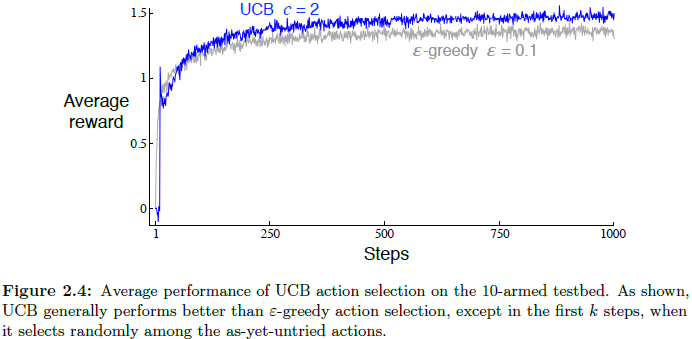 1.5
UCB c = 2
ε-greedy ε = 0.1
1
Average
reward
0.5
0
1
250
500
750
1000
Steps
Figure 2.4: Average performance of UCB action selection on the 10-armed testbed. As shown,
UCB generally performs better than ε-greedy action selection, except in the first k steps, when
it selects randomly among the as-yet-untried actions.